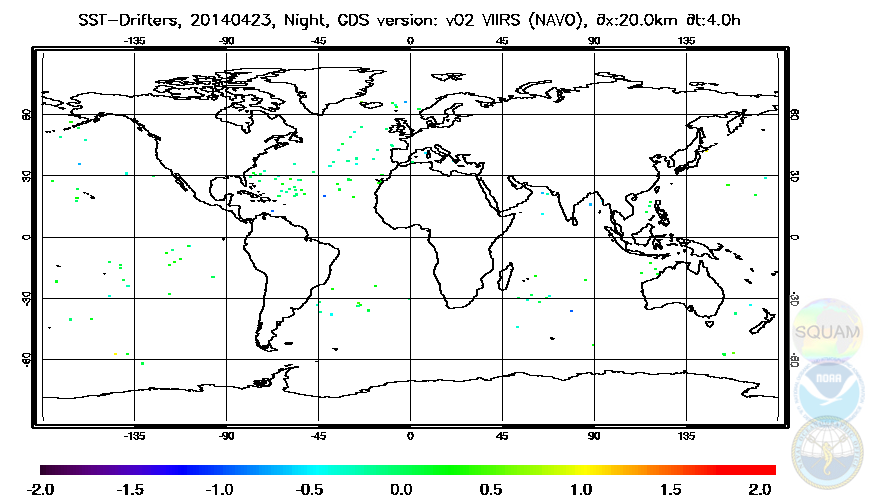 SST-Drifters, 20140423, Night, GDS version: v02 VIIRS (NAVO), ∂x:20.0km ∂t:4.0h
-135 -90 -45 0 45 90 135
60 60
30 30
0 0
-30 -30
-60 -60
-135 -90 -45 0 45 90 135
SQUAM
NOAA
-2.0 -1.5 -1.0 -0.5 0.0 0.5 1.0 1.5 2.0